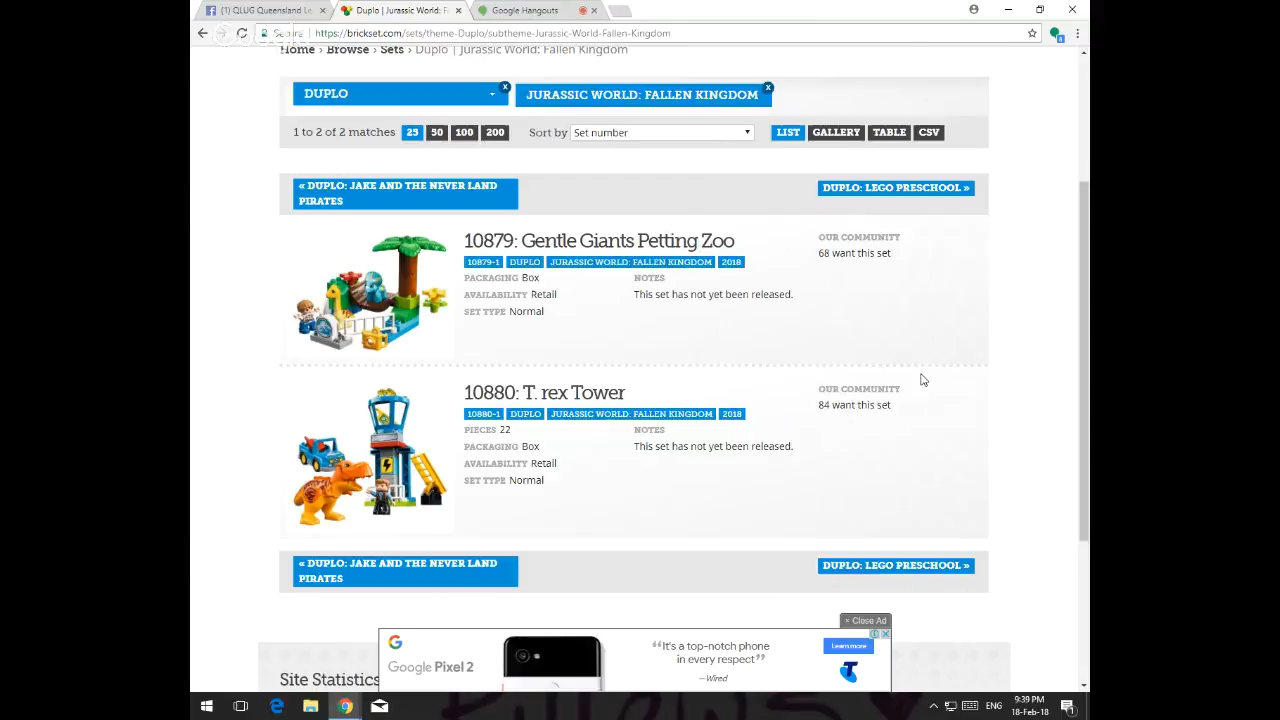 (1) QLUG Queensland Le
Duplo | Jurassic World: F
Google Hangouts
Secure
https://brickset.com/sets/theme-Duplo/subtheme-Jurassic-World-Fallen-Kingdom
Home › Browse › Sets › Duplo | Jurassic World: Fallen Kingdom
DUPLO
x
JURASSIC WORLD: FALLEN KINGDOM
x
1 to 2 of 2 matches 25 50 100 200 Sort by Set number LIST GALLERY TABLE CSV
« DUPLO: JAKE AND THE NEVER LAND
PIRATES
DUPLO: LEGO PRESCHOOL »
10879: Gentle Giants Petting Zoo
10879-1 DUPLO JURASSIC WORLD: FALLEN KINGDOM 2018
PACKAGING Box
AVAILABILITY Retail
SET TYPE Normal
NOTES
This set has not yet been released.
OUR COMMUNITY
68 want this set
10880: T. rex Tower
10880-1 DUPLO JURASSIC WORLD: FALLEN KINGDOM 2018
PIECES 22
PACKAGING Box
AVAILABILITY Retail
SET TYPE Normal
NOTES
This set has not yet been released.
OUR COMMUNITY
84 want this set
« DUPLO: JAKE AND THE NEVER LAND
PIRATES
DUPLO: LEGO PRESCHOOL »
× Close Ad
Google Pixel 2
"It's a top-notch phone
in every respect"
—Wired
Learn more
Site Statistics
ENG
9:39 PM
18-Feb-18